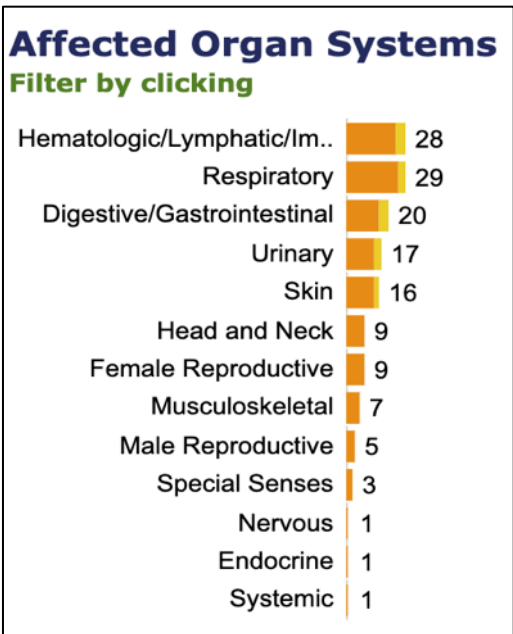 Affected Organ Systems
Filter by clicking
Hematologic/Lymphatic/Im.. 28
Respiratory 29
Digestive/Gastrointestinal 20
Urinary 17
Skin 16
Head and Neck 9
Female Reproductive 9
Musculoskeletal 7
Male Reproductive 5
Special Senses 3
Nervous 1
Endocrine 1
Systemic 1